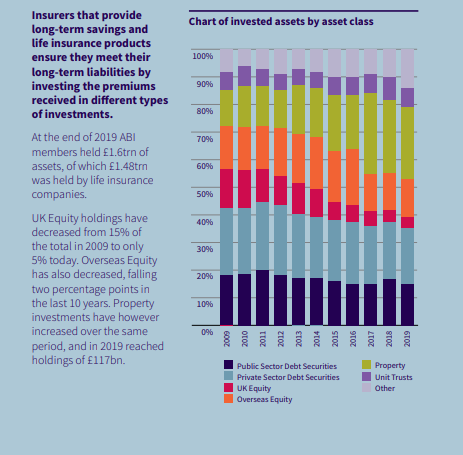 Insurers that provide
long-term savings and
life insurance products
ensure they meet their
long-term liabilities by
investing the premiums
received in different types
of investments.
At the end of 2019 ABI
members held £1.6trn of
assets, of which £1.48trn
was held by life insurance
companies.
UK Equity holdings have
decreased from 15% of
the total in 2009 to only
5% today. Overseas Equity
has also decreased, falling
two percentage points in
the last 10 years. Property
investments have however
increased over the same
period, and in 2019 reached
holdings of £117bn.
Chart of invested assets by asset class
100%
90%
80%
70%
60%
50%
40%
30%
20%
10%
0%
2009 2010 2011 2012 2013 2014 2015 2016 2017 2018 2019
Public Sector Debt Securities
Private Sector Debt Securities
UK Equity
Overseas Equity
Property
Unit Trusts
Other